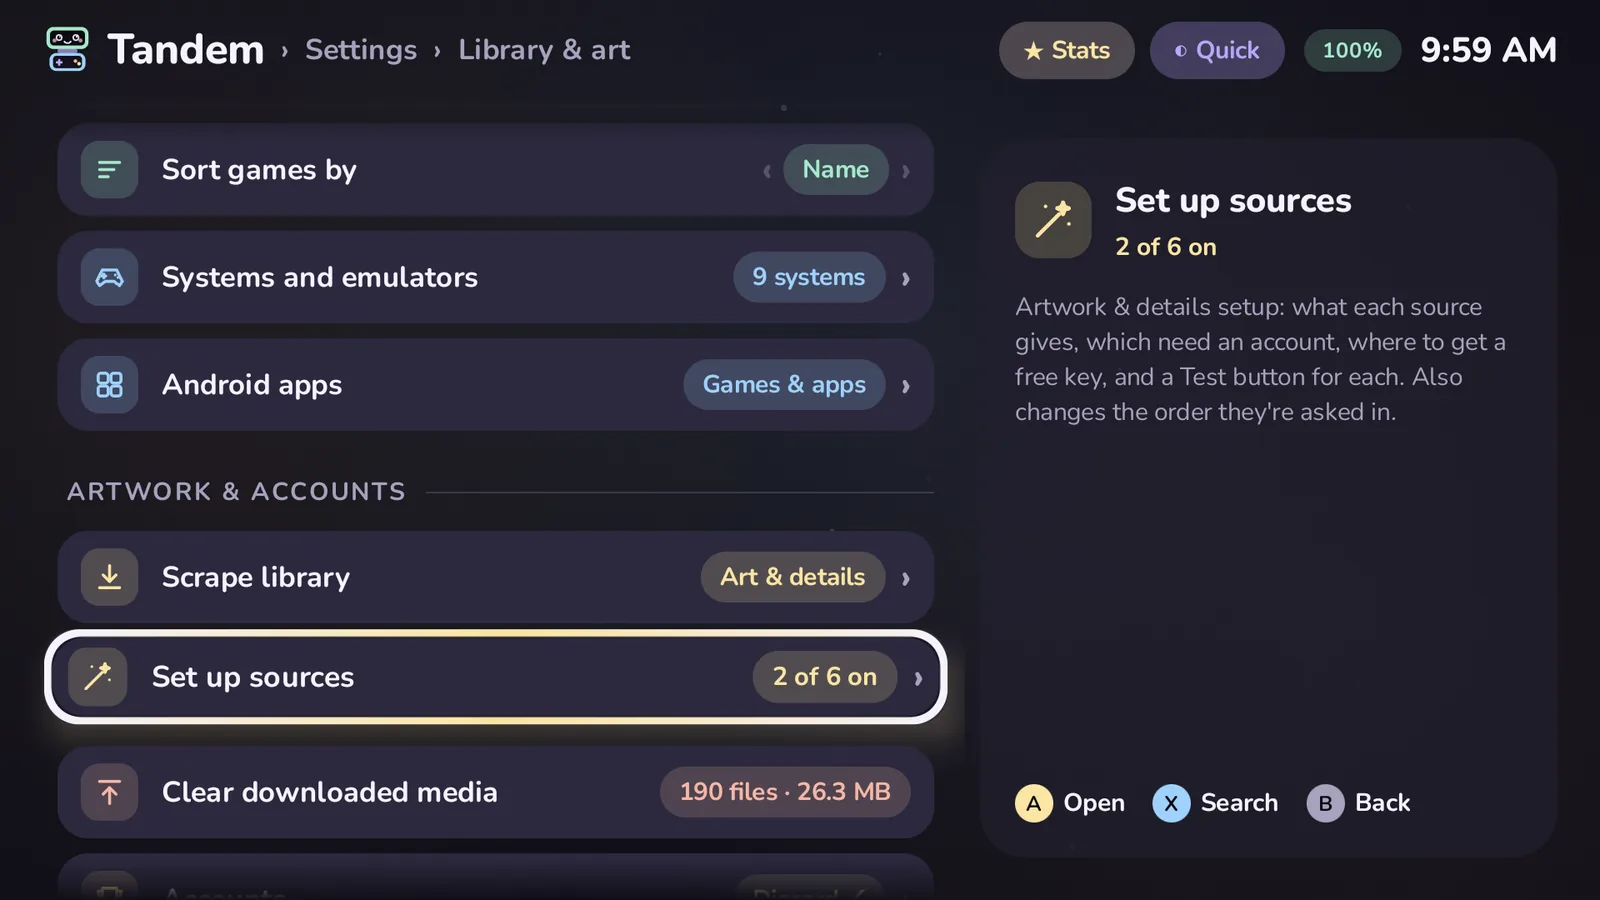 Tandem › Settings › Library & art
★ Stats
Quick
100%
9:59 AM
Sort games by
‹ Name ›
Systems and emulators
9 systems ›
Android apps
Games & apps ›
ARTWORK & ACCOUNTS
Scrape library
Art & details ›
Set up sources
2 of 6 on ›
Clear downloaded media
190 files · 26.3 MB
Accounts
Set up sources
2 of 6 on
Artwork & details setup: what each source
gives, which need an account, where to get a
free key, and a Test button for each. Also
changes the order they're asked in.
A Open X Search B Back